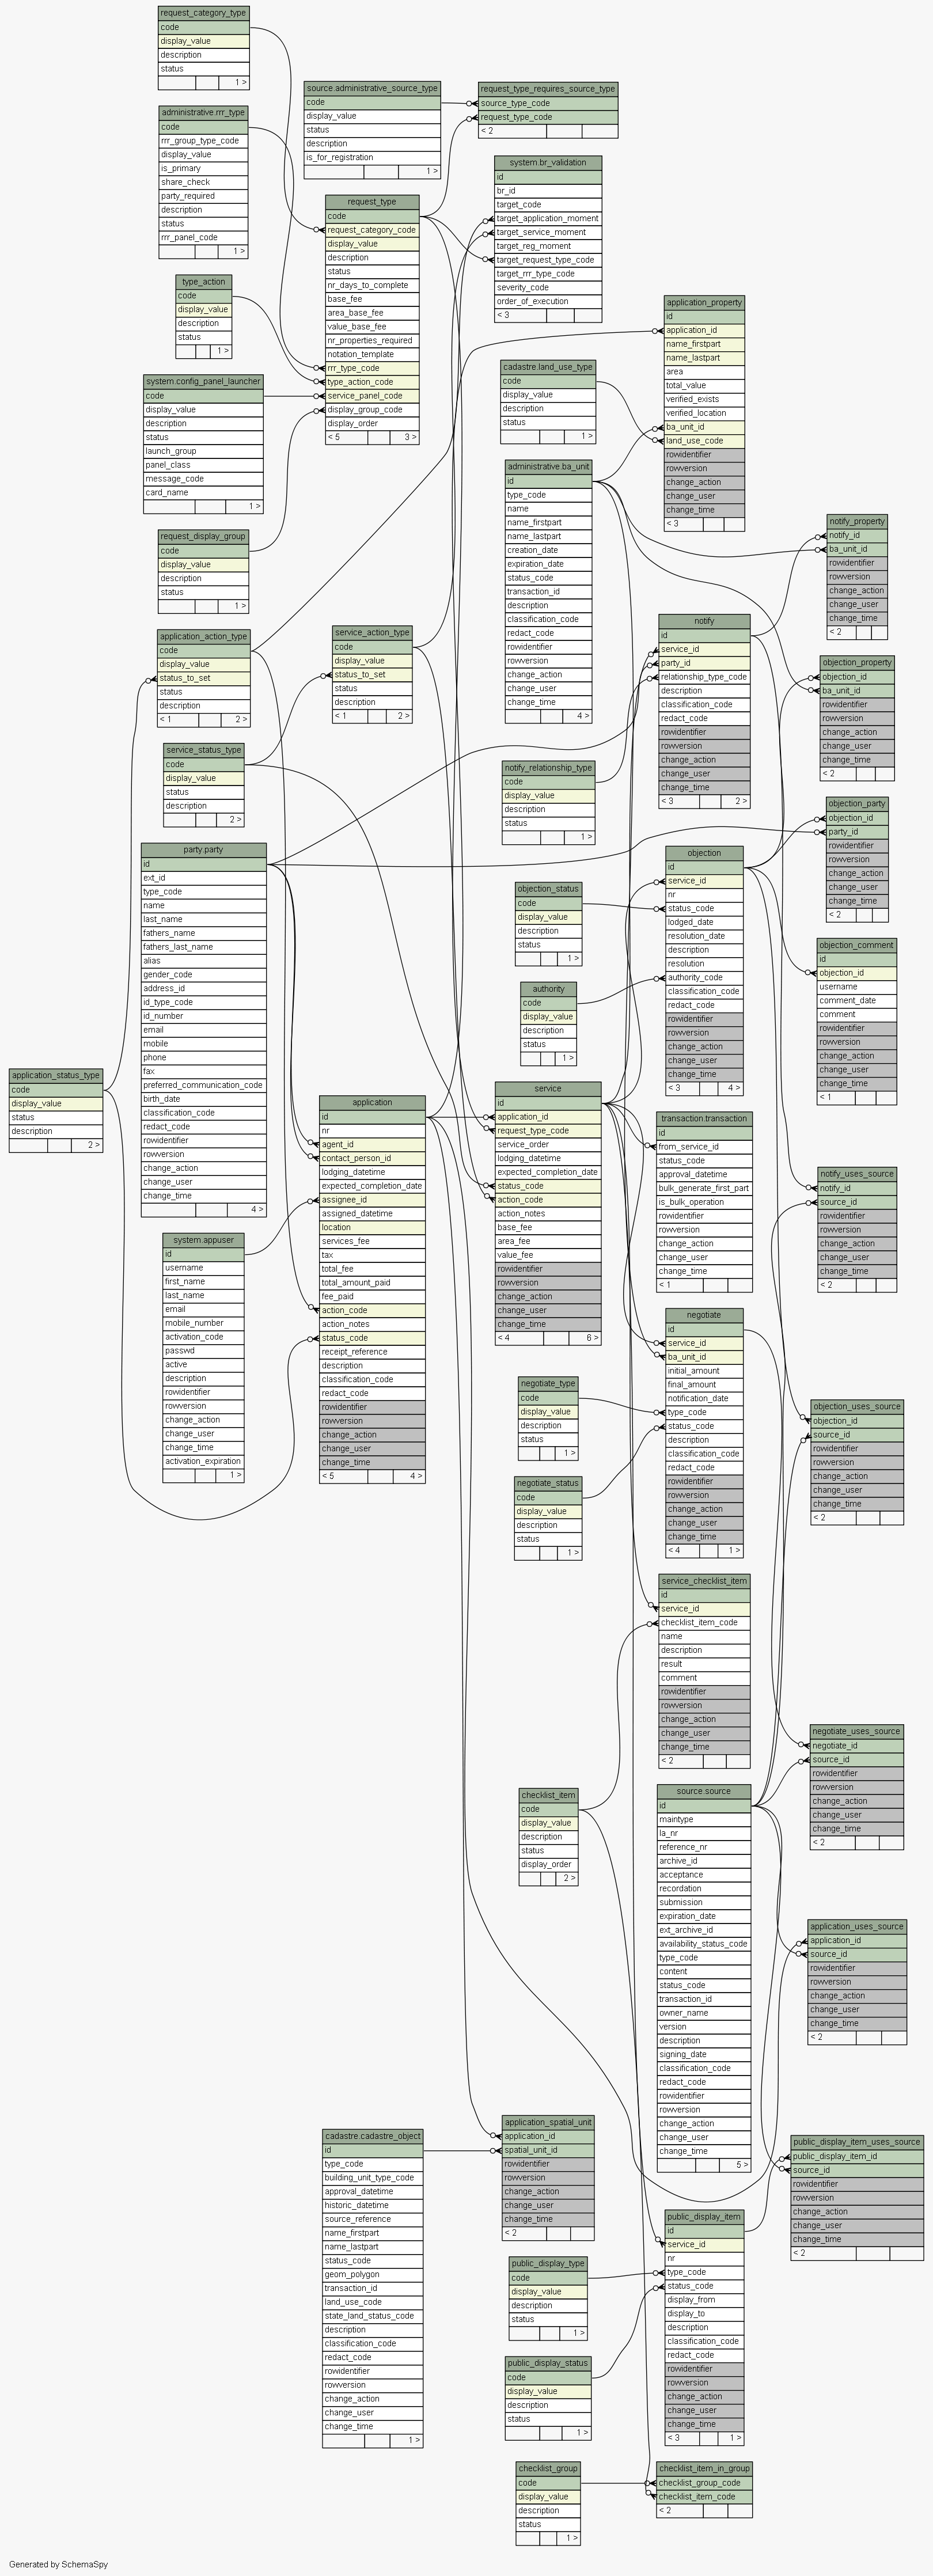 request_category_type
code
display_value
description
status
1 >
source.administrative_source_type
code
display_value
status
description
is_for_registration
1 >
request_type_requires_source_type
source_type_code
request_type_code
< 2
administrative.rrr_type
code
rrr_group_type_code
display_value
is_primary
share_check
party_required
description
status
rrr_panel_code
1 >
system.br_validation
id
br_id
target_code
target_application_moment
target_service_moment
target_reg_moment
target_request_type_code
target_rrr_type_code
severity_code
order_of_execution
< 3
request_type
code
request_category_code
display_value
description
status
nr_days_to_complete
base_fee
area_base_fee
value_base_fee
nr_properties_required
notation_template
rrr_type_code
type_action_code
service_panel_code
display_group_code
display_order
< 5 3 >
type_action
code
display_value
description
status
1 >
application_property
id
application_id
name_firstpart
name_lastpart
area
total_value
verified_exists
verified_location
ba_unit_id
land_use_code
rowidentifier
rowversion
change_action
change_user
change_time
< 3
cadastre.land_use_type
code
display_value
description
status
1 >
system.config_panel_launcher
code
display_value
description
status
launch_group
panel_class
message_code
card_name
1 >
administrative.ba_unit
id
type_code
name
name_firstpart
name_lastpart
creation_date
expiration_date
status_code
transaction_id
description
classification_code
redact_code
rowidentifier
rowversion
change_action
change_user
change_time
4 >
notify_property
notify_id
ba_unit_id
rowidentifier
rowversion
change_action
change_user
change_time
< 2
request_display_group
code
display_value
description
status
1 >
notify
id
service_id
party_id
relationship_type_code
description
classification_code
redact_code
rowidentifier
rowversion
change_action
change_user
change_time
< 3 2 >
application_action_type
code
display_value
status_to_set
status
description
< 1 2 >
service_action_type
code
display_value
status_to_set
status
description
< 1 2 >
objection_property
objection_id
ba_unit_id
rowidentifier
rowversion
change_action
change_user
change_time
< 2
service_status_type
code
display_value
status
description
2 >
notify_relationship_type
code
display_value
description
status
1 >
objection_party
objection_id
party_id
rowidentifier
rowversion
change_action
change_user
change_time
< 2
party.party
id
ext_id
type_code
name
last_name
fathers_name
fathers_last_name
alias
gender_code
address_id
id_type_code
id_number
email
mobile
phone
fax
preferred_communication_code
birth_date
classification_code
redact_code
rowidentifier
rowversion
change_action
change_user
change_time
4 >
objection
id
service_id
nr
status_code
lodged_date
resolution_date
description
resolution
authority_code
classification_code
redact_code
rowidentifier
rowversion
change_action
change_user
change_time
< 3 4 >
objection_status
code
display_value
description
status
1 >
objection_comment
id
objection_id
username
comment_date
comment
rowidentifier
rowversion
change_action
change_user
change_time
< 1
authority
code
display_value
description
status
1 >
application_status_type
code
display_value
status
description
2 >
application
id
nr
agent_id
contact_person_id
lodging_datetime
expected_completion_date
assignee_id
assigned_datetime
location
services_fee
tax
total_fee
total_amount_paid
fee_paid
action_code
action_notes
status_code
receipt_reference
description
classification_code
redact_code
rowidentifier
rowversion
change_action
change_user
change_time
< 5 4 >
service
id
application_id
request_type_code
service_order
lodging_datetime
expected_completion_date
status_code
action_code
action_notes
base_fee
area_fee
value_fee
rowidentifier
rowversion
change_action
change_user
change_time
< 4 6 >
transaction.transaction
id
from_service_id
status_code
approval_datetime
bulk_generate_first_part
is_bulk_operation
rowidentifier
rowversion
change_action
change_user
change_time
< 1
notify_uses_source
notify_id
source_id
rowidentifier
rowversion
change_action
change_user
change_time
< 2
system.appuser
id
username
first_name
last_name
email
mobile_number
activation_code
passwd
active
description
rowidentifier
rowversion
change_action
change_user
change_time
activation_expiration
1 >
negotiate
id
service_id
ba_unit_id
initial_amount
final_amount
notification_date
type_code
status_code
description
classification_code
redact_code
rowidentifier
rowversion
change_action
change_user
change_time
< 4 1 >
negotiate_type
code
display_value
description
status
1 >
objection_uses_source
objection_id
source_id
rowidentifier
rowversion
change_action
change_user
change_time
< 2
negotiate_status
code
display_value
description
status
1 >
service_checklist_item
id
service_id
checklist_item_code
name
description
result
comment
rowidentifier
rowversion
change_action
change_user
change_time
< 2
negotiate_uses_source
negotiate_id
source_id
rowidentifier
rowversion
change_action
change_user
change_time
< 2
checklist_item
code
display_value
description
status
display_order
2 >
source.source
id
maintype
la_nr
reference_nr
archive_id
acceptance
recordation
submission
expiration_date
ext_archive_id
availability_status_code
type_code
content
status_code
transaction_id
owner_name
version
description
signing_date
classification_code
redact_code
rowidentifier
rowversion
change_action
change_user
change_time
5 >
application_uses_source
application_id
source_id
rowidentifier
rowversion
change_action
change_user
change_time
< 2
application_spatial_unit
application_id
spatial_unit_id
rowidentifier
rowversion
change_action
change_user
change_time
< 2
cadastre.cadastre_object
id
type_code
building_unit_type_code
approval_datetime
historic_datetime
source_reference
name_firstpart
name_lastpart
status_code
geom_polygon
transaction_id
land_use_code
state_land_status_code
description
classification_code
redact_code
rowidentifier
rowversion
change_action
change_user
change_time
1 >
public_display_item_uses_source
public_display_item_id
source_id
rowidentifier
rowversion
change_action
change_user
change_time
< 2
public_display_item
id
service_id
nr
type_code
status_code
display_from
display_to
description
classification_code
redact_code
rowidentifier
rowversion
change_action
change_user
change_time
< 3 1 >
public_display_type
code
display_value
description
status
1 >
public_display_status
code
display_value
description
status
1 >
checklist_group
code
display_value
description
status
1 >
checklist_item_in_group
checklist_group_code
checklist_item_code
< 2
Generated by SchemaSpy